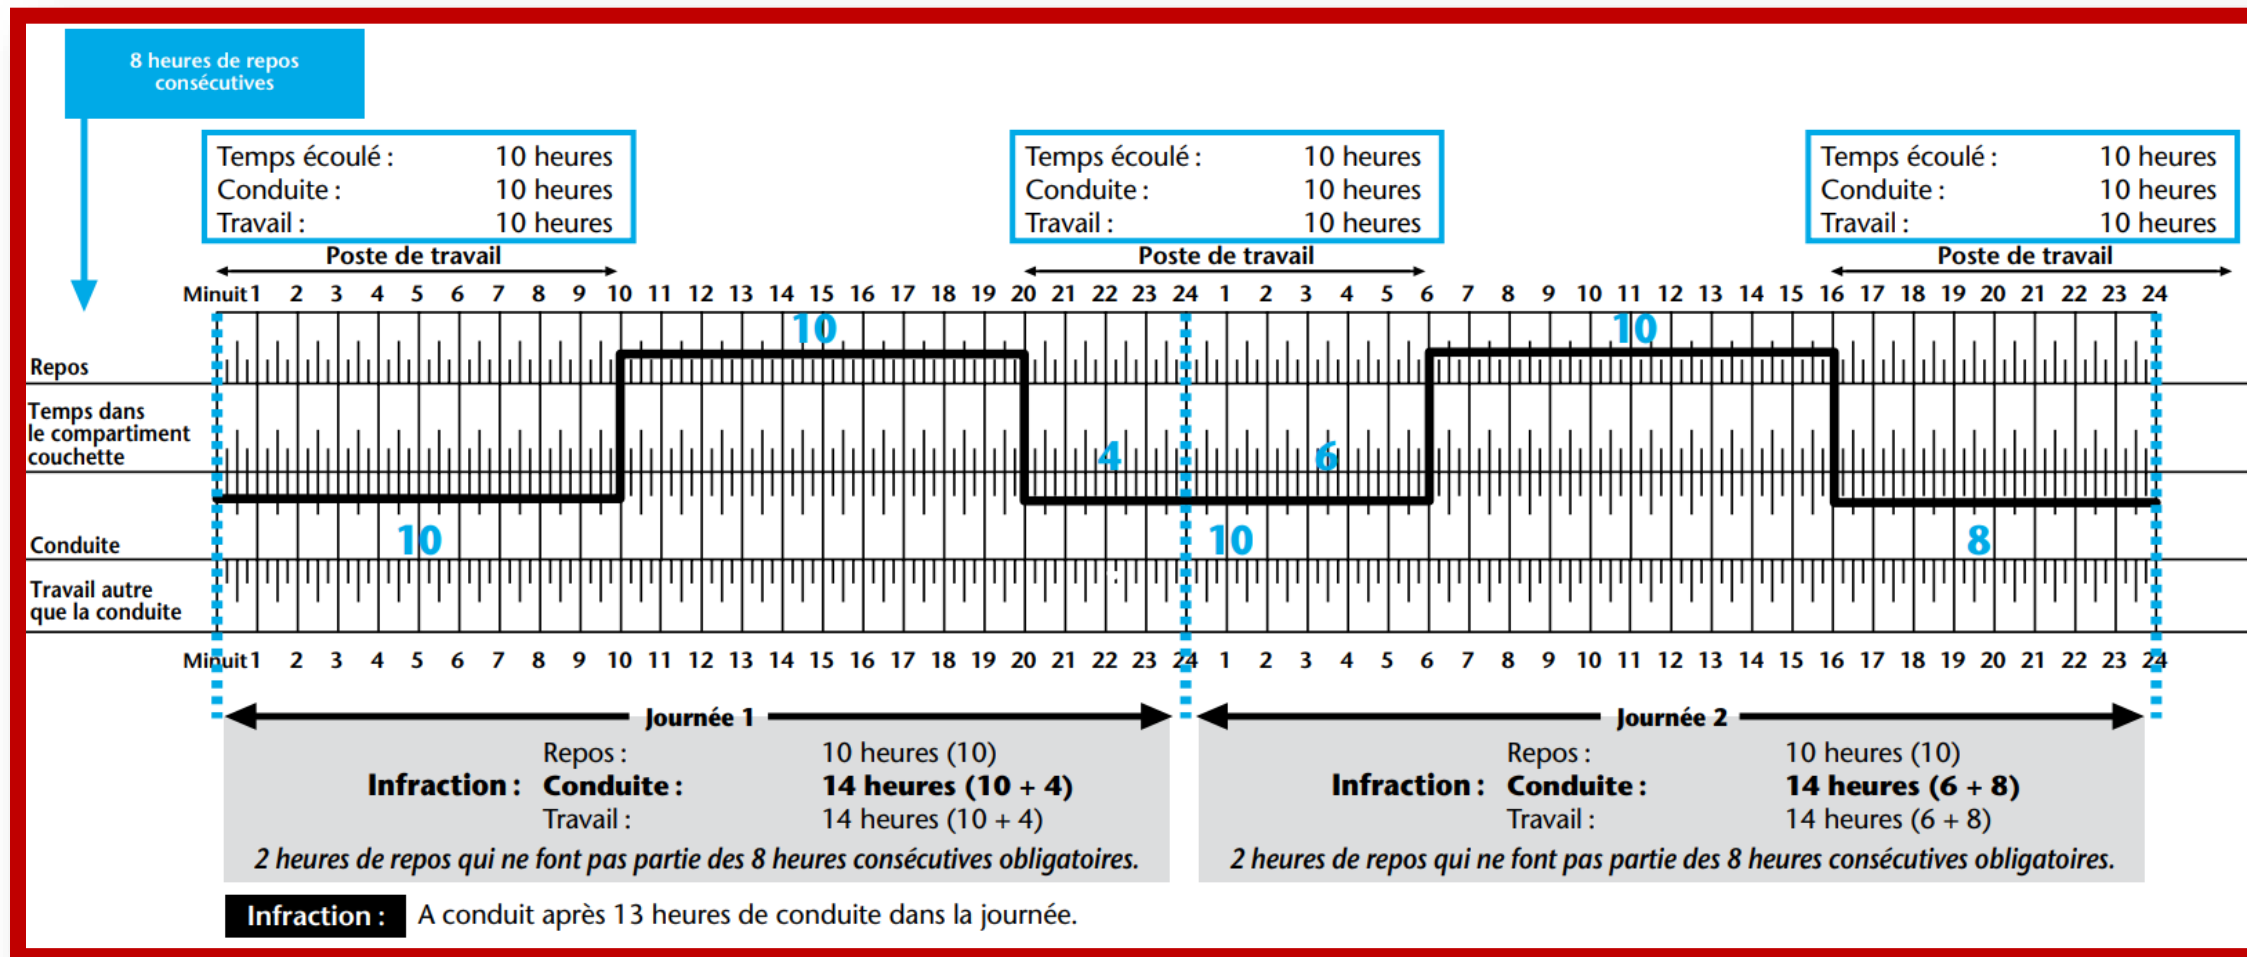 8 heures de repos
consécutives
Temps écoulé : 10 heures
Conduite : 10 heures
Travail : 10 heures
Temps écoulé : 10 heures
Conduite : 10 heures
Travail : 10 heures
Temps écoulé : 10 heures
Conduite : 10 heures
Travail : 10 heures
Poste de travail Poste de travail Poste de travail
Minuit 1 2 3 4 5 6 7 8 9 10 11 12 13 14 15 16 17 18 19 20 21 22 23 24 1 2 3 4 5 6 7 8 9 10 11 12 13 14 15 16 17 18 19 20 21 22 23 24
10 10
Repos
Temps dans
le compartiment
couchette
4 6
Conduite
10 10 8
Travail autre
que la conduite
Minuit 1 2 3 4 5 6 7 8 9 10 11 12 13 14 15 16 17 18 19 20 21 22 23 24 1 2 3 4 5 6 7 8 9 10 11 12 13 14 15 16 17 18 19 20 21 22 23 24
Journée 1
Repos : 10 heures (10)
Infraction : Conduite : 14 heures (10 + 4)
Travail : 14 heures (10 + 4)
2 heures de repos qui ne font pas partie des 8 heures consécutives obligatoires.
Journée 2
Repos : 10 heures (10)
Infraction : Conduite : 14 heures (6 + 8)
Travail : 14 heures (6 + 8)
2 heures de repos qui ne font pas partie des 8 heures consécutives obligatoires.
Infraction : A conduit après 13 heures de conduite dans la journée.